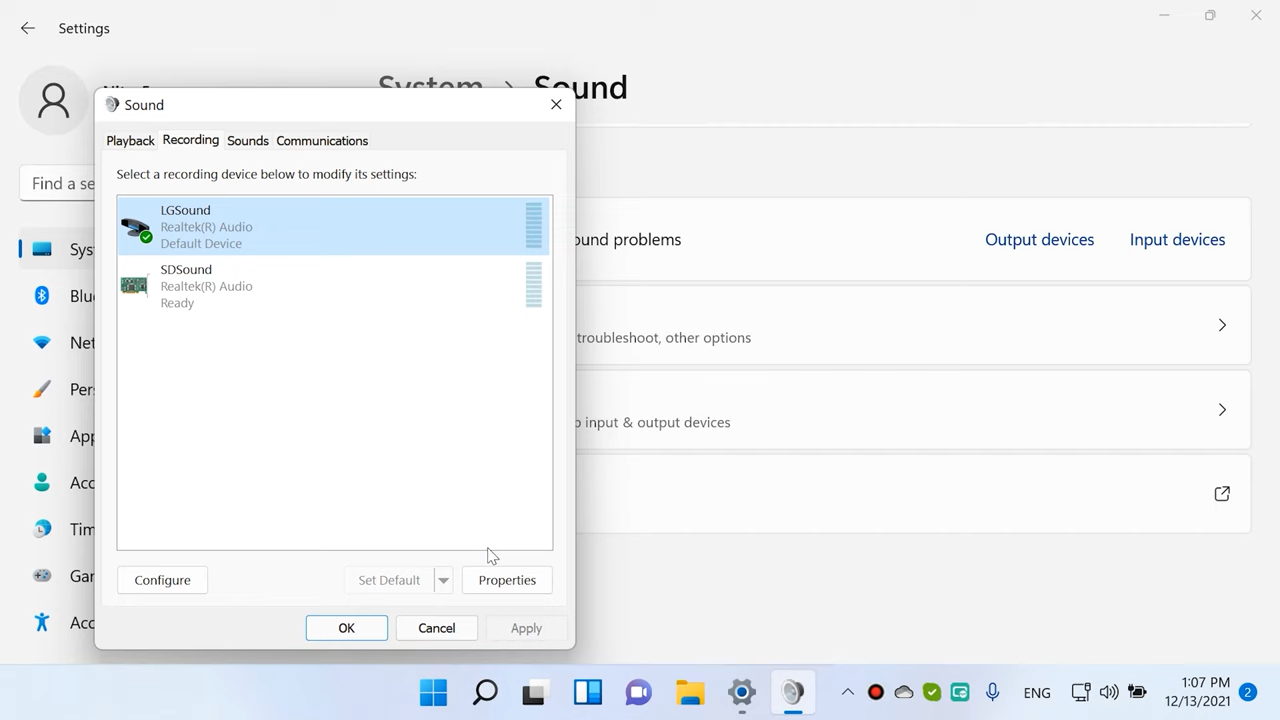 Settings
System > Sound
Sound
Playback Recording Sounds Communications
Select a recording device below to modify its settings:
LGSound
Realtek(R) Audio
Default Device
SDSound
Realtek(R) Audio
Ready
Configure Set Default Properties
OK Cancel Apply
Find a se
Sys
Blu
Net
Per
App
Acc
Tim
Gar
Acc
ound problems Output devices Input devices
troubleshoot, other options
input & output devices
ENG
1:07 PM
12/13/2021
2